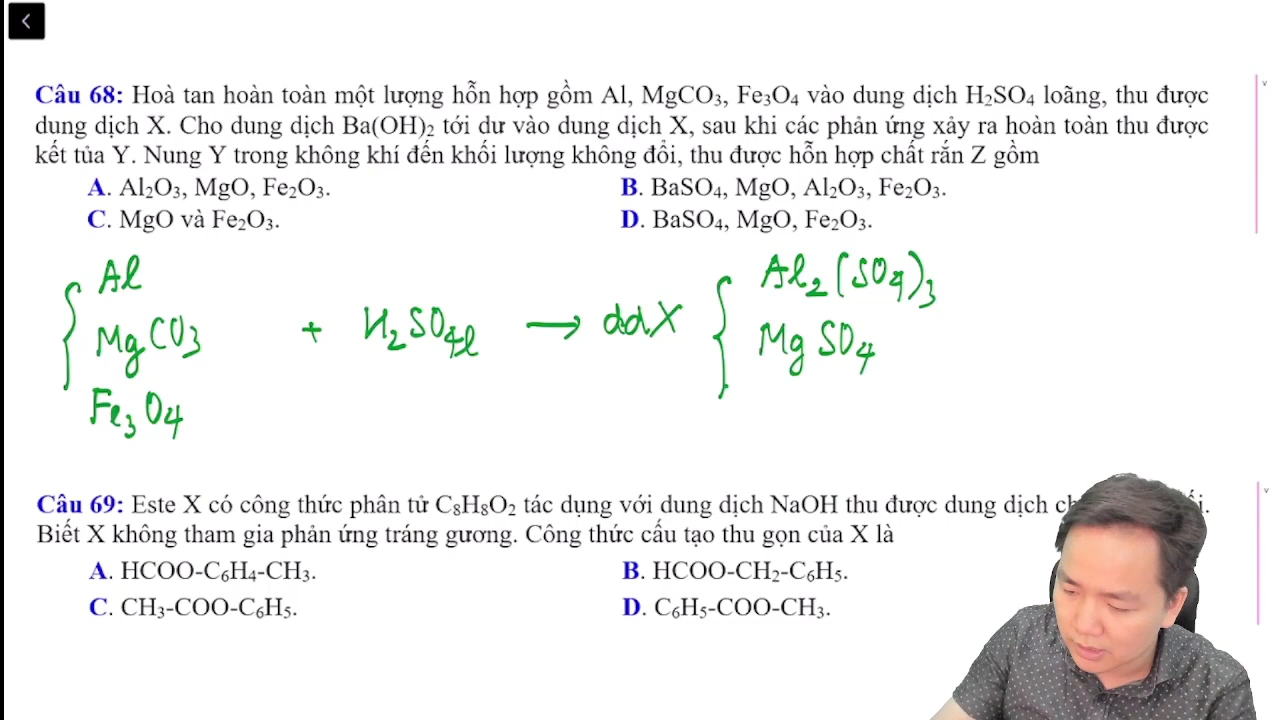 Câu 68: Hoà tan hoàn toàn một lượng hỗn hợp gồm Al, MgCO₃, Fe₃O₄ vào dung dịch H₂SO₄ loãng, thu được
dung dịch X. Cho dung dịch Ba(OH)₂ tới dư vào dung dịch X, sau khi các phản ứng xảy ra hoàn toàn thu được
kết tủa Y. Nung Y trong không khí đến khối lượng không đổi, thu được hỗn hợp chất rắn Z gồm
A. Al₂O₃, MgO, Fe₂O₃. B. BaSO₄, MgO, Al₂O₃, Fe₂O₃.
C. MgO và Fe₂O₃. D. BaSO₄, MgO, Fe₂O₃.
Al
MgCO₃
Fe₃O₄
+ H₂SO₄l → ddX
Al₂(SO₄)₃
MgSO₄
Câu 69: Este X có công thức phân tử C₈H₈O₂ tác dụng với dung dịch NaOH thu được dung dịch
Biết X không tham gia phản ứng tráng gương. Công thức cấu tạo thu gọn của X là
A. HCOO-C₆H₄-CH₃. B. HCOO-CH₂-C₆H₅.
C. CH₃-COO-C₆H₅. D. C₆H₅-COO-CH₃.